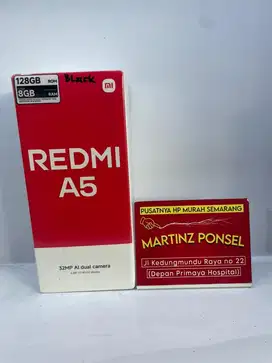 128GB ROM
8GB RAM
Black
REDMI
A5
32MP AI dual camera
PUSATNYA HP MURAH SEMARANG
MARTINZ PONSEL
Jl Kedungmundu Raya no 22
(Depan Primaya Hospital)